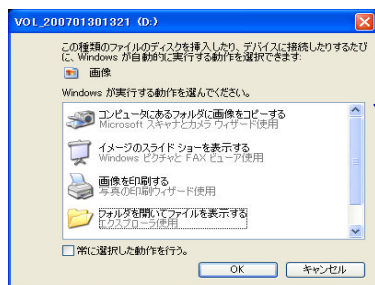 VOL_200701301321 (D:)
この種類のファイルのディスクを挿入したり、デバイスに接続したりするたび
に、Windows が自動的に実行する動作を選択できます:
画像
Windows が実行する動作を選んでください。
コンピュータにあるフォルダに画像をコピーする
Microsoft スキャナとカメラ ウィザード使用
イメージのスライド ショーを表示する
Windows ピクチャと FAX ビューア使用
画像を印刷する
写真の印刷ウィザード使用
フォルダを開いてファイルを表示する
エクスプローラ使用
常に選択した動作を行う。
OK
キャンセル